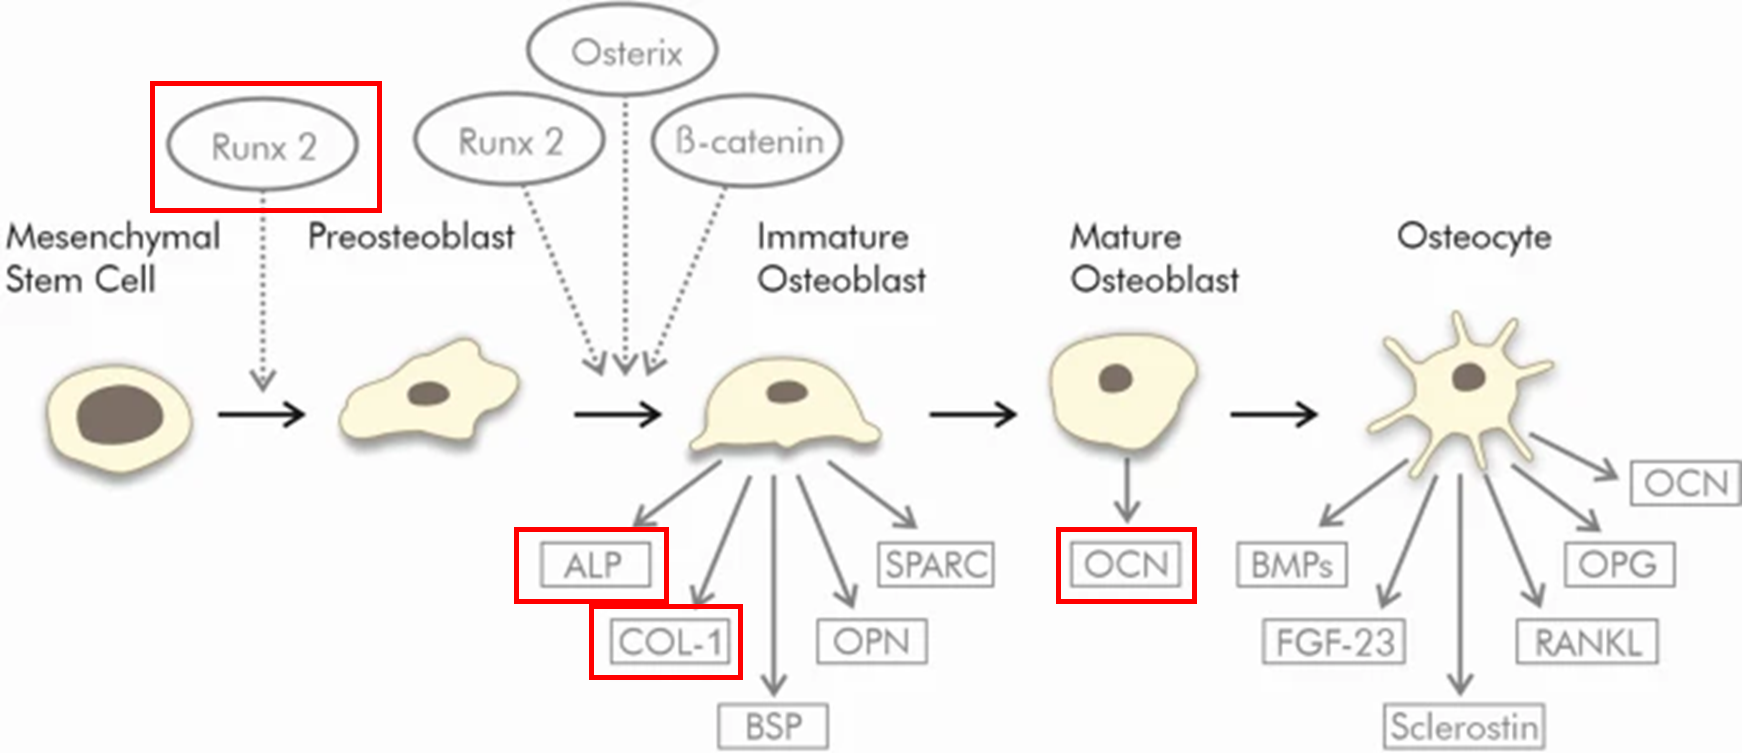 Osterix
Runx 2
Runx 2
ß-catenin
Mesenchymal
Stem Cell
Preosteoblast
Immature
Osteoblast
Mature
Osteoblast
Osteocyte
ALP
COL-1
BSP
OPN
SPARC
OCN
BMPs
FGF-23
Sclerostin
RANKL
OPG
OCN